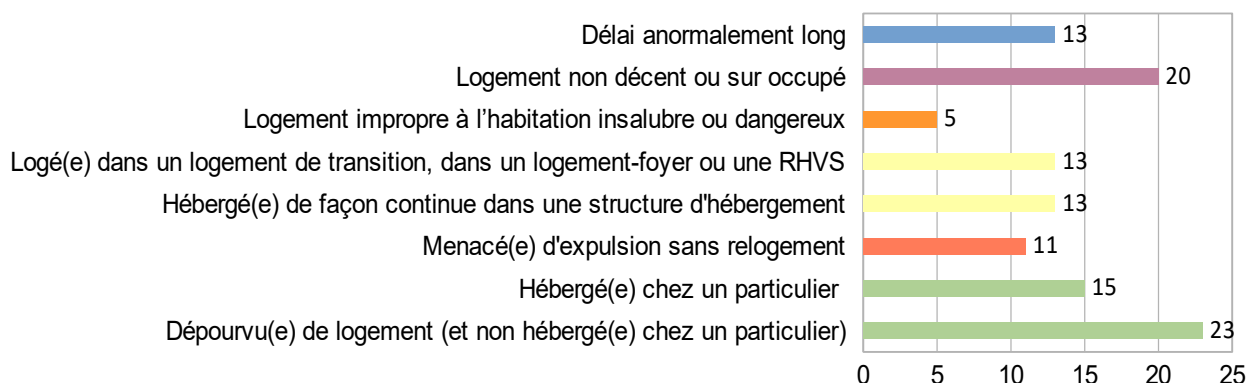 Délai anormalement long 13
Logement non décent ou sur occupé 20
Logement impropre à l’habitation insalubre ou dangereux 5
Logé(e) dans un logement de transition, dans un logement-foyer ou une RHVS 13
Hébergé(e) de façon continue dans une structure d'hébergement 13
Menacé(e) d'expulsion sans relogement 11
Hébergé(e) chez un particulier 15
Dépourvu(e) de logement (et non hébergé(e) chez un particulier) 23
0 5 10 15 20 25